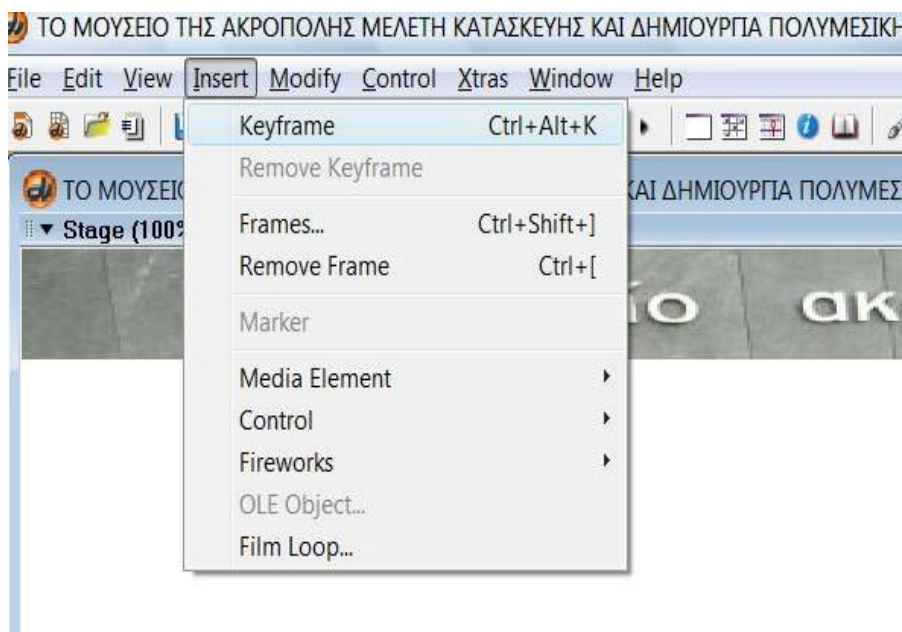 ΤΟ ΜΟΥΣΕΙΟ ΤΗΣ ΑΚΡΟΠΟΛΗΣ ΜΕΛΕΤΗ ΚΑΤΑΣΚΕΥΗΣ ΚΑΙ ΔΗΜΙΟΥΡΓΙΑ ΠΟΛΥΜΕΣΙΚΗ
File Edit View Insert Modify Control Xtras Window Help
Keyframe Ctrl+Alt+K
Remove Keyframe
ΤΟ ΜΟΥΣΕΙΟ ΚΑΙ ΔΗΜΙΟΥΡΓΙΑ ΠΟΛΥΜΕΣ
Frames... Ctrl+Shift+]
Stage (100%
Remove Frame Ctrl+[
ίο ακ
Marker
Media Element
Control
Fireworks
OLE Object...
Film Loop...